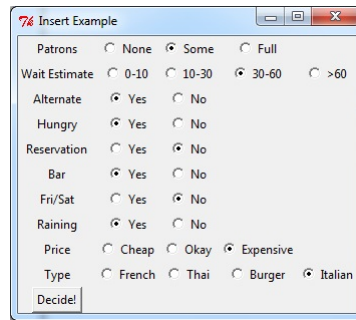 Insert Example
Patrons None Some Full
Wait Estimate 0-10 10-30 30-60 >60
Alternate Yes No
Hungry Yes No
Reservation Yes No
Bar Yes No
Fri/Sat Yes No
Raining Yes No
Price Cheap Okay Expensive
Type French Thai Burger Italian
Decide!